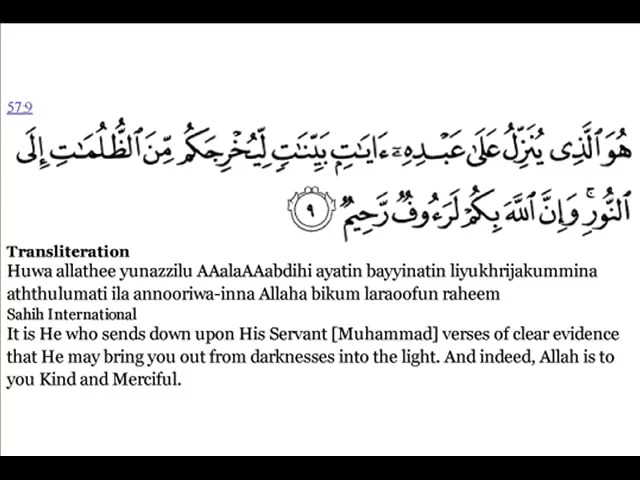 57:9
هُوَ ٱلَّذِى يُنَزِّلُ عَلَىٰ عَبْدِهِۦٓ ءَايَٰتٍۭ بَيِّنَٰتٍ لِّيُخْرِجَكُم مِّنَ ٱلظُّلُمَٰتِ إِلَى
ٱلنُّورِ ۚ وَإِنَّ ٱللَّهَ بِكُمْ لَرَءُوفٌ رَّحِيمٌ ٩
Transliteration
Huwa allathee yunazzilu AAalaAAabdihi ayatin bayyinatin liyukhrijakummina
aththulumati ila annooriwa-inna Allaha bikum laraoofun raheem
Sahih International
It is He who sends down upon His Servant [Muhammad] verses of clear evidence
that He may bring you out from darknesses into the light. And indeed, Allah is to
you Kind and Merciful.